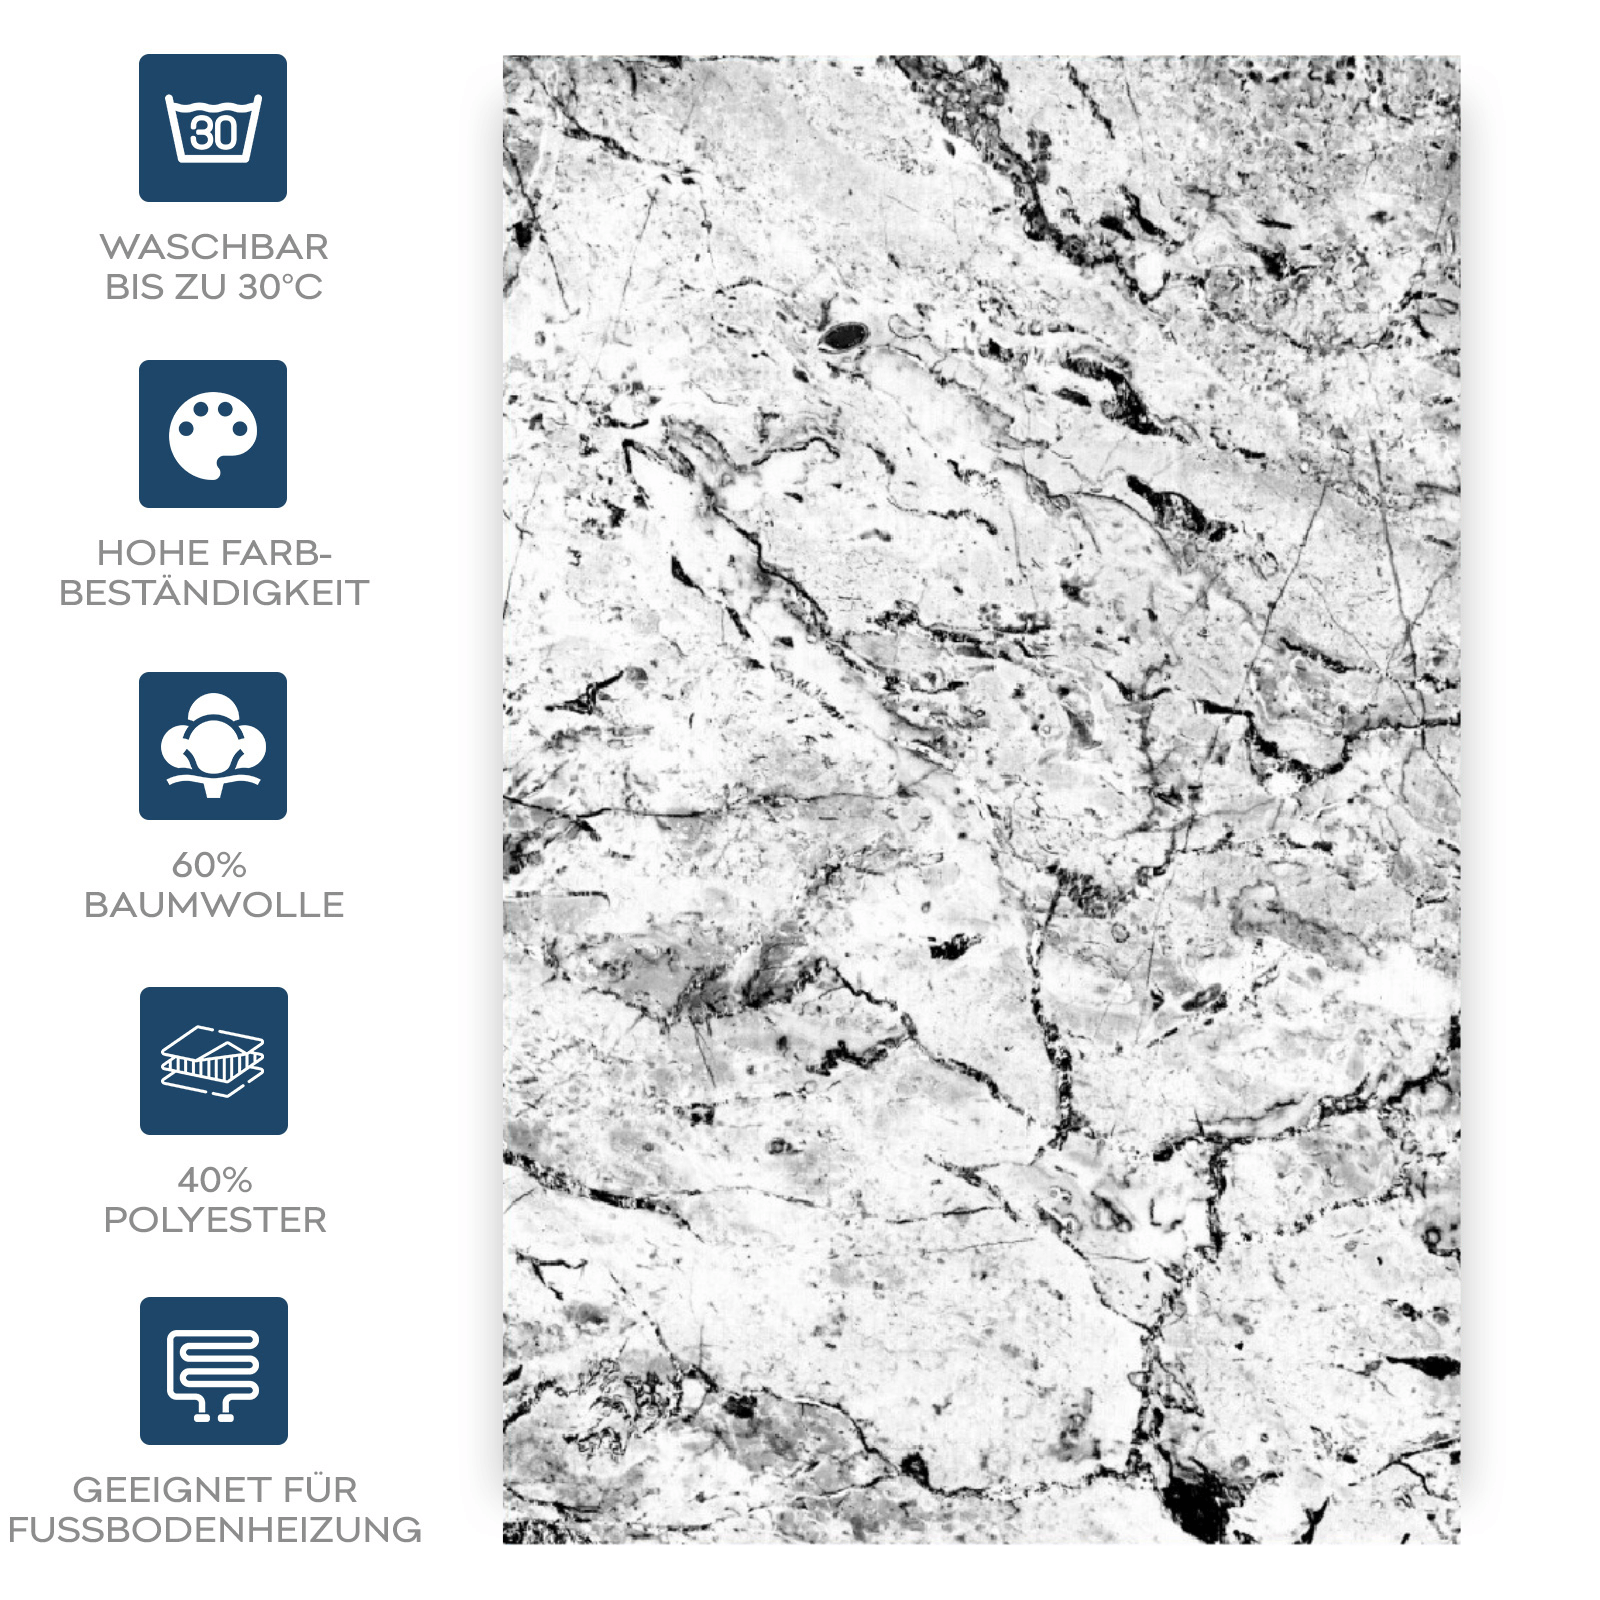 30
WASCHBAR
BIS ZU 30°C
HOHE FARB-
BESTÄNDIGKEIT
60%
BAUMWOLLE
40%
POLYESTER
GEEIGNET FÜR
FUSSBODENHEIZUNG